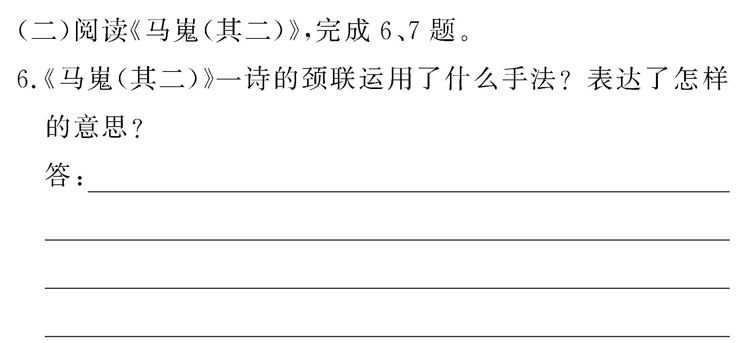 (二)阅读《马嵬(其二)》,完成 6、7 题。
6.《马嵬(其二)》一诗的颈联运用了什么手法? 表达了怎样
的意思?
答: